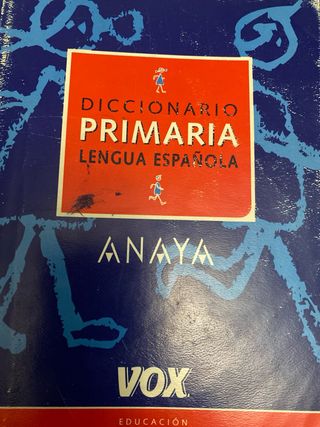 DICCIONARIO
PRIMARIA
LENGUA ESPAÑOLA
ANAYA
VOX
EDUCACIÓN